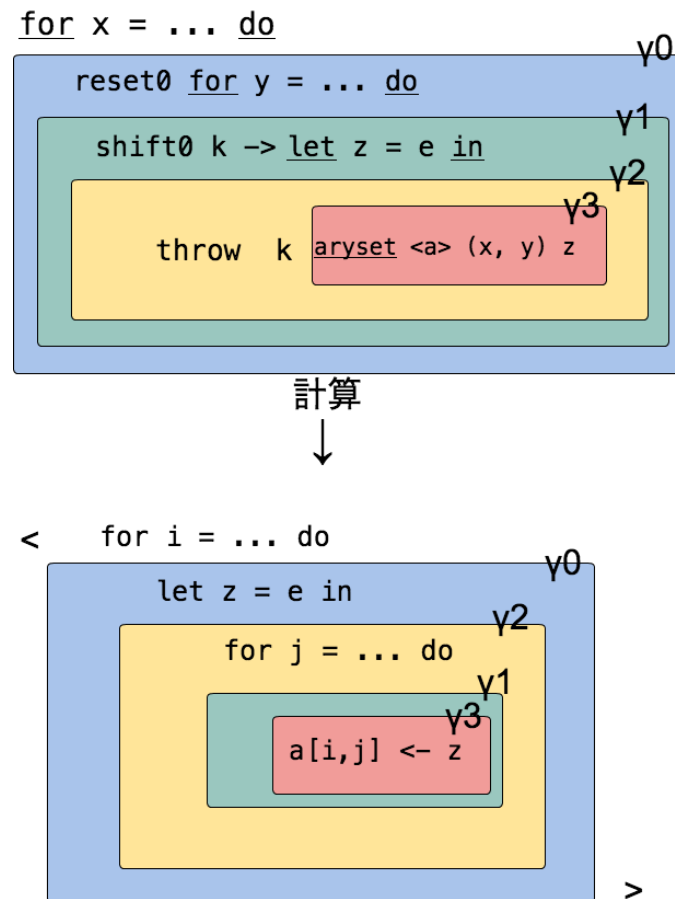 for x = ... do
γ0
reset0 for y = ... do
γ1
shift0 k -> let z = e in
γ2
γ3
throw k aryset <a> (x, y) z
計算
↓
< for i = ... do
γ0
let z = e in
γ2
for j = ... do
γ1
γ3
a[i,j] <- z
>